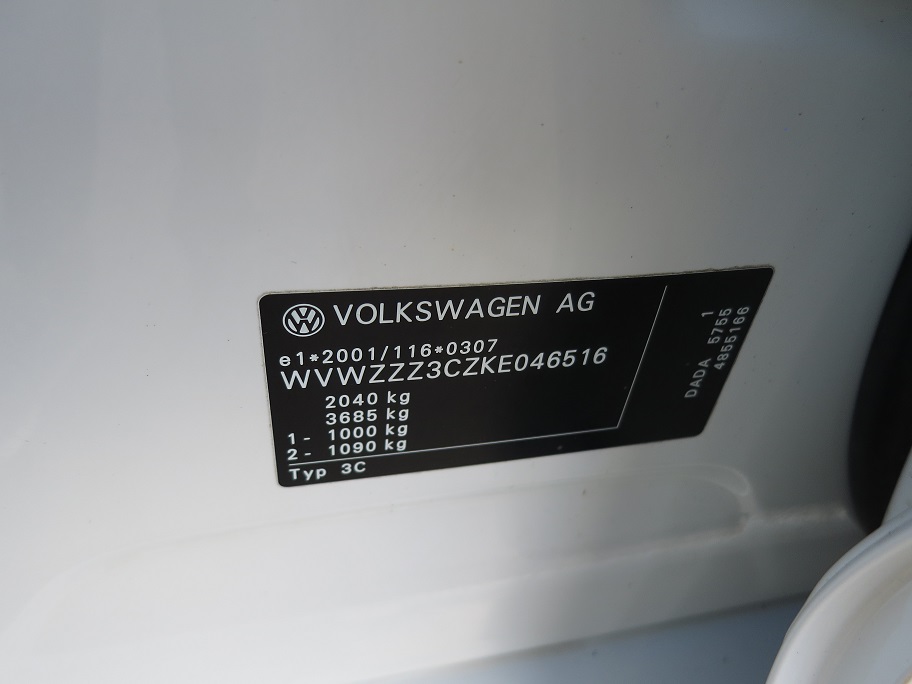 VOLKSWAGEN AG
e1*2001/116*0307
WVWZZZ3CZKE046516
2040 kg
3685 kg
1 - 1000 kg
2 - 1090 kg
Typ 3C
1
DADA 5755
4855166